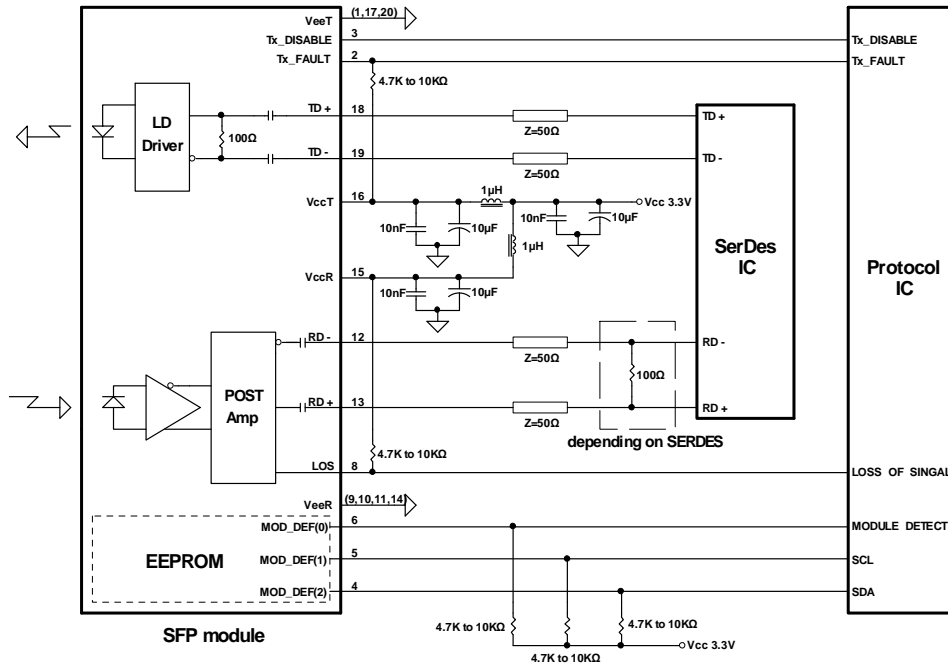 VeeT
(1,17,20)
Tx_DISABLE
3
Tx_DISABLE
Tx_FAULT
2
Tx_FAULT
4.7K to 10KΩ
LD
Driver
100Ω
TD +
18
Z=50Ω
TD +
TD -
19
Z=50Ω
TD -
VccT
16
1µH
Vcc 3.3V
10nF
10µF
10nF
10µF
1µH
SerDes
IC
Protocol
IC
VccR
15
10nF
10µF
RD -
12
Z=50Ω
RD -
100Ω
POST
Amp
RD +
13
Z=50Ω
RD +
depending on SERDES
4.7K to 10KΩ
LOS
8
LOSS OF SINGAL
VeeR
(9,10,11,14)
MOD_DEF(0)
6
MODULE DETECT
EEPROM
MOD_DEF(1)
5
SCL
MOD_DEF(2)
4
SDA
4.7K to 10KΩ
4.7K to 10KΩ
4.7K to 10KΩ
Vcc 3.3V
SFP module